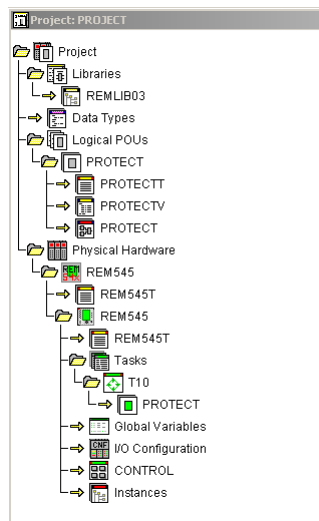 Project: PROJECT
Project
Libraries
REMLIB03
Data Types
Logical POUs
PROTECT
PROTECTT
PROTECTV
PROTECT
Physical Hardware
REM545
REM545T
REM545
REM545T
Tasks
T10
PROTECT
Global Variables
CNF I/O Configuration
CONTROL
Instances